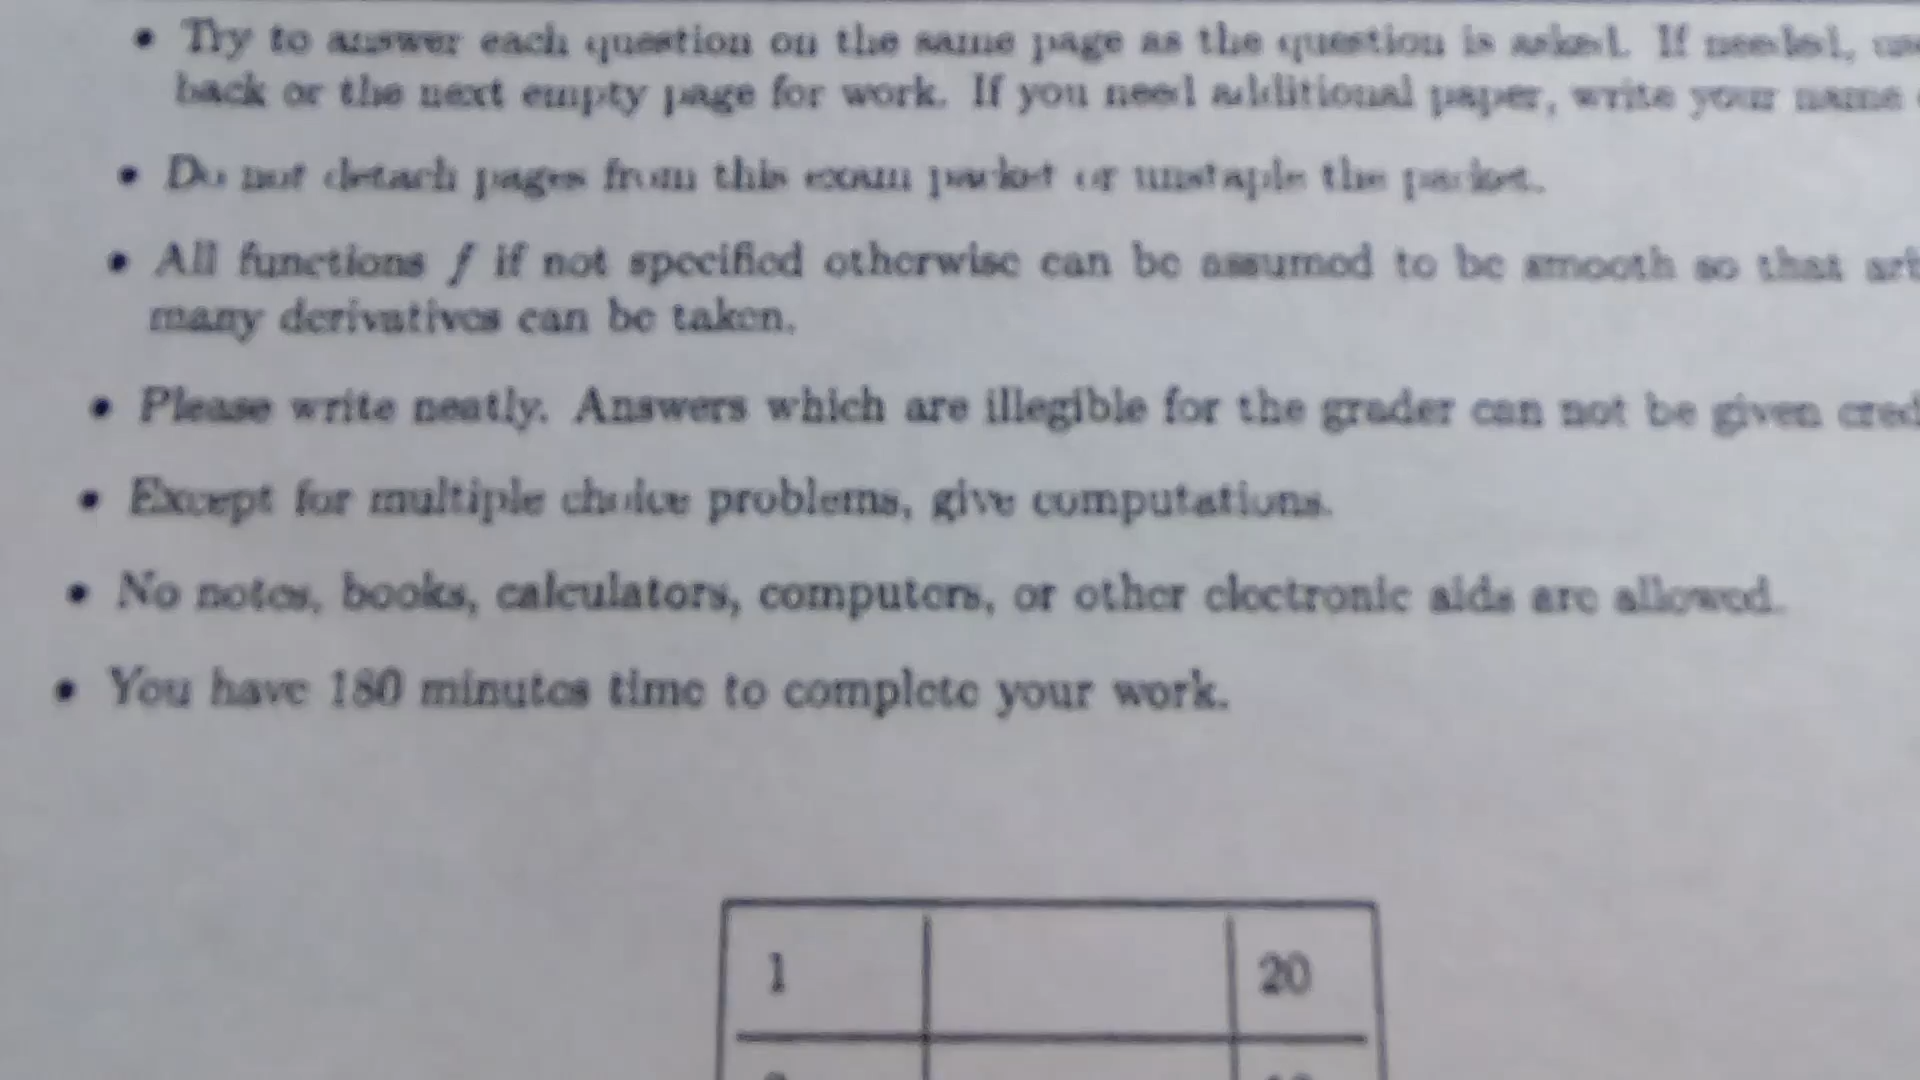 • Try to answer each question on the same page as the question is asked. If needed, use
back or the next empty page for work. If you need additional paper, write your name
• Do not detach pages from this exam packet or unstaple the packet.
• All functions f if not specified otherwise can be assumed to be smooth so that
many derivatives can be taken.
• Please write neatly. Answers which are illegible for the grader can not be given cred
• Except for multiple choice problems, give computations.
• No notes, books, calculators, computers, or other electronic aids are allowed.
• You have 180 minutes time to complete your work.
1 20